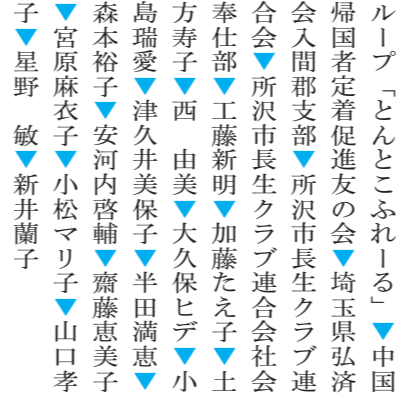 ループ「とんとこふれーる」▼中国
帰国者定着促進友の会▼埼玉県弘済
会入間郡支部▼所沢市長生クラブ連
合会▼所沢市長生クラブ連合会社会
奉仕部▼工藤新明▼加藤たえ子▼土
方寿子▼西　由美▼大久保ヒデ▼小
島瑞愛▼津久井美保子▼半田満恵▼
森本裕子▼安河内啓輔▼齋藤恵美子
▼宮原麻衣子▼小松マリ子▼山口孝
子▼星野　敏▼新井蘭子